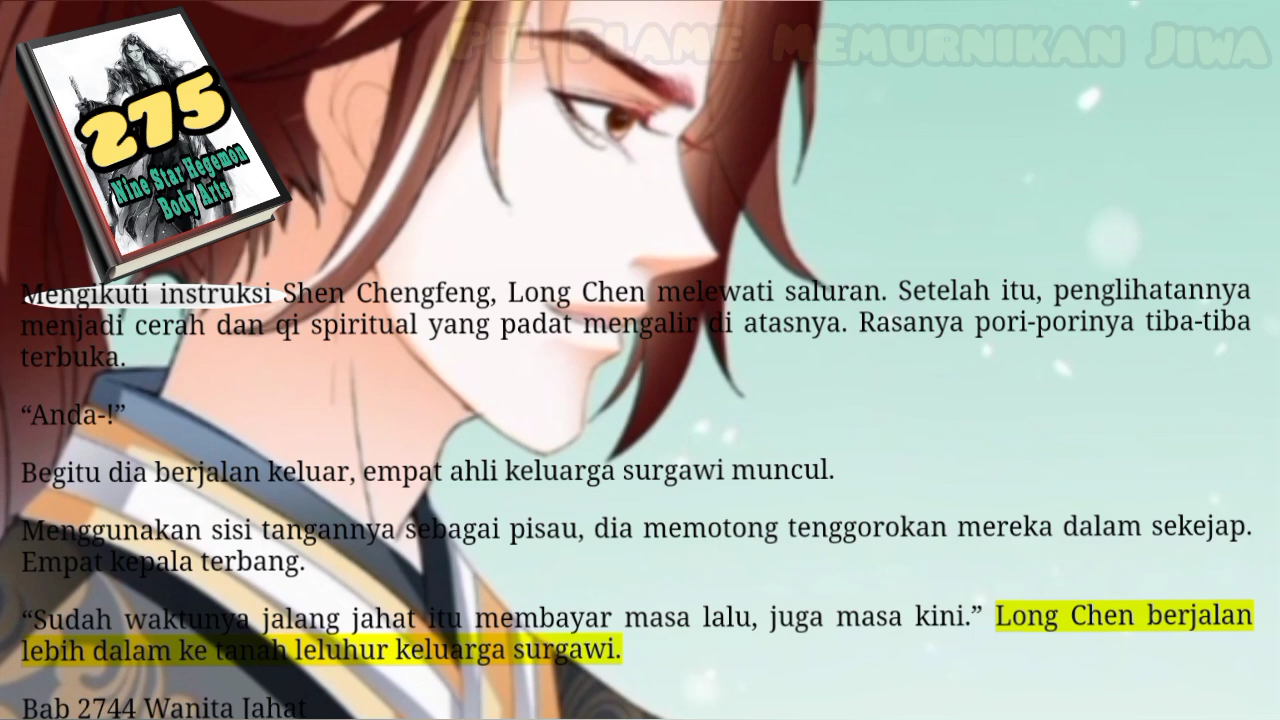 Pil Flame Memurnikan Jiwa
275
Nine Star Hegemon
Body Arts
Mengikuti instruksi Shen Chengfeng, Long Chen melewati saluran. Setelah itu, penglihatannya
menjadi cerah dan qi spiritual yang padat mengalir di atasnya. Rasanya pori-porinya tiba-tiba
terbuka.
“Anda-!”
Begitu dia berjalan keluar, empat ahli keluarga surgawi muncul.
Menggunakan sisi tangannya sebagai pisau, dia memotong tenggorokan mereka dalam sekejap.
Empat kepala terbang.
“Sudah waktunya jalang jahat itu membayar masa lalu, juga masa kini.” Long Chen berjalan
lebih dalam ke tanah leluhur keluarga surgawi.
Bab 2744 Wanita Jahat